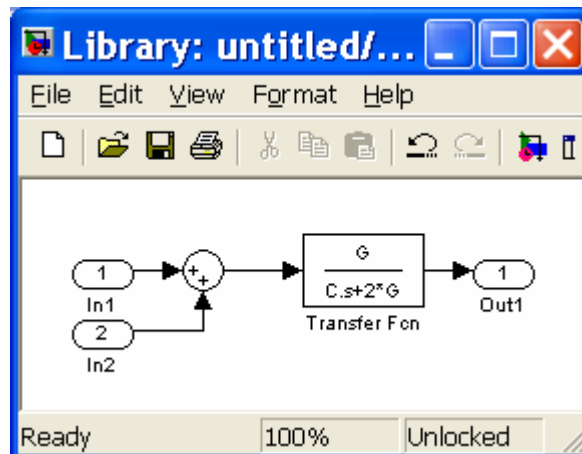 Library: untitled/...
File Edit View Format Help
G
1 + + C.s+2*G 1
In1 Transfer Fcn Out1
2
In2
Ready 100% Unlocked